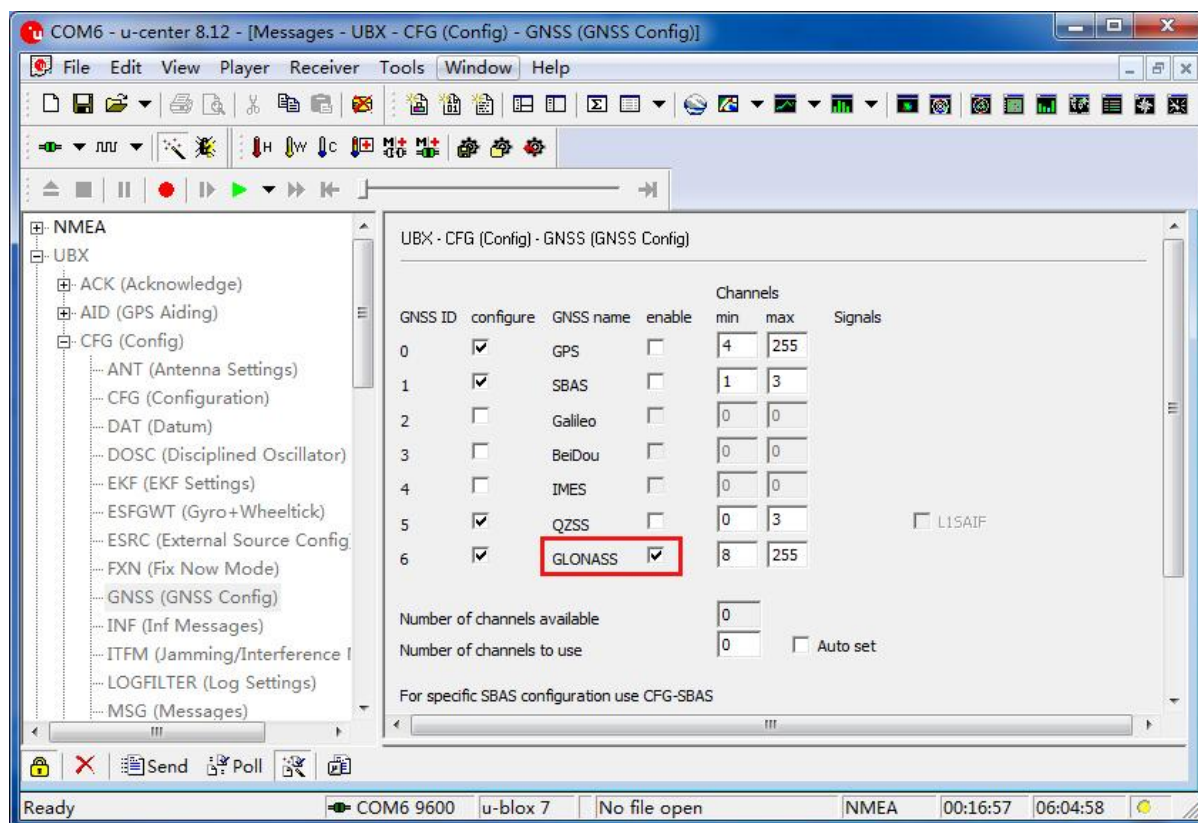 COM6 - u-center 8.12 - [Messages - UBX - CFG (Config) - GNSS (GNSS Config)]
File Edit View Player Receiver Tools Window Help
NMEA
UBX
ACK (Acknowledge)
AID (GPS Aiding)
CFG (Config)
ANT (Antenna Settings)
CFG (Configuration)
DAT (Datum)
DOSC (Disciplined Oscillator)
EKF (EKF Settings)
ESFGWT (Gyro+Wheeltick)
ESRC (External Source Config
FXN (Fix Now Mode)
GNSS (GNSS Config)
INF (Inf Messages)
ITFM (Jamming/Interference
LOGFILTER (Log Settings)
MSG (Messages)
UBX - CFG (Config) - GNSS (GNSS Config)
Channels
GNSS ID configure GNSS name enable min max Signals
0 GPS 4 255
1 SBAS 1 3
2 Galileo 0 0
3 BeiDou 0 0
4 IMES 0 0
5 QZSS 0 3 L1SAIF
6 GLONASS 8 255
Number of channels available 0
Number of channels to use 0 Auto set
For specific SBAS configuration use CFG-SBAS
Send Poll
Ready COM6 9600 u-blox 7 No file open NMEA 00:16:57 06:04:58